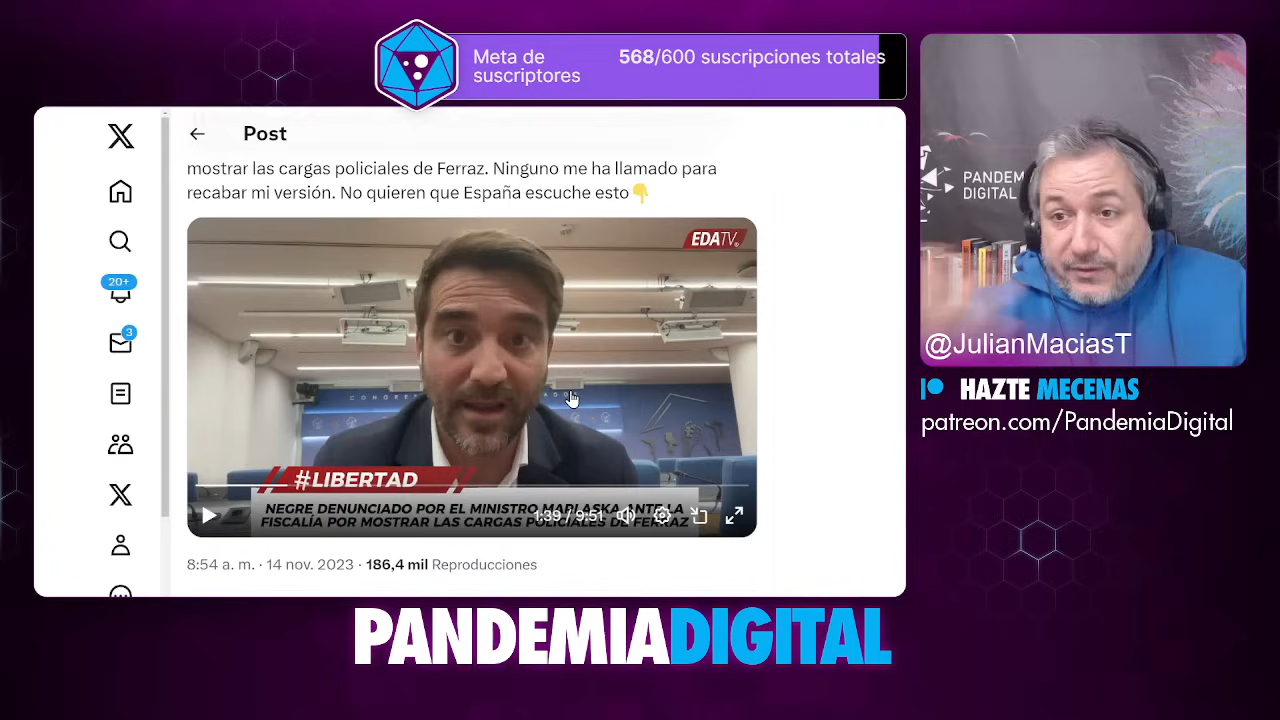 Meta de
suscriptores
568/600 suscripciones totales
Post
mostrar las cargas policiales de Ferraz. Ninguno me ha llamado para
recabar mi versión. No quieren que España escuche esto👇
EDATV
20+
3
#LIBERTAD
NEGRE DENUNCIADO POR EL MINISTRO MARLASKA ANTE LA
FISCALÍA POR MOSTRAR LAS CARGAS POLICIALES DE FERRAZ
1:39 / 9:51
8:54 a. m. · 14 nov. 2023 · 186,4 mil Reproducciones
PANDEM
DIGITAL
@JulianMaciasT
HAZTE MECENAS
patreon.com/PandemiaDigital
PANDEMIADIGITAL